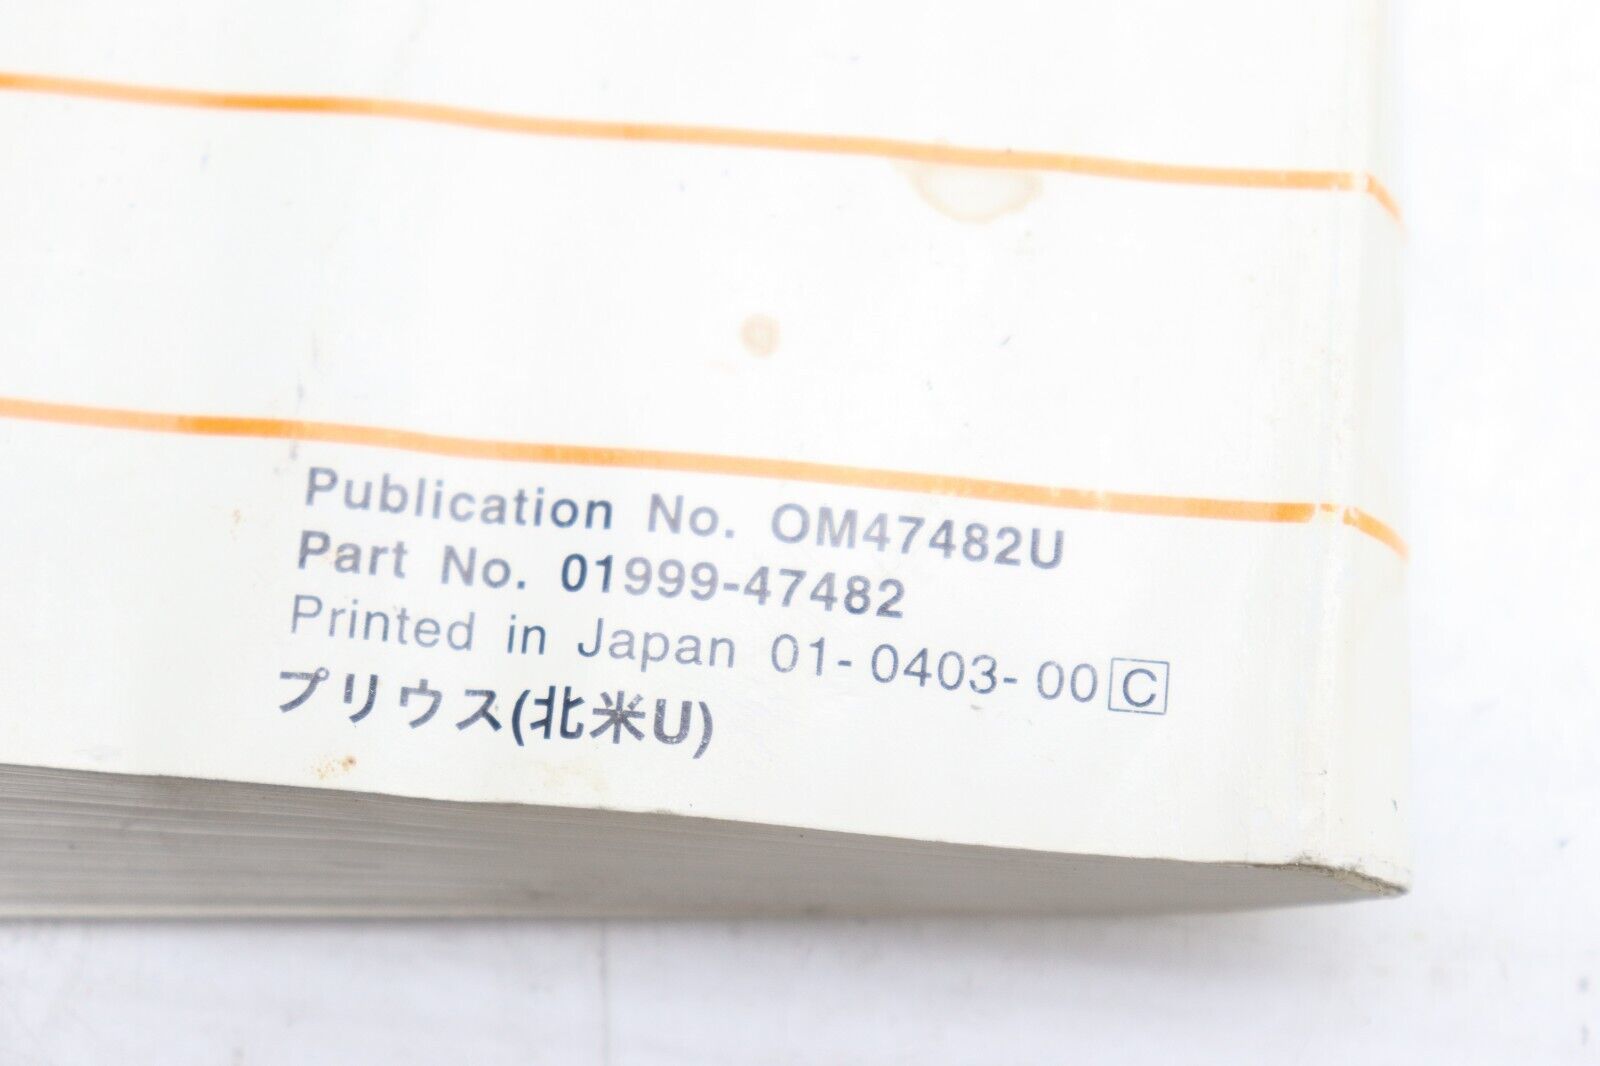 Publication No. OM47482U
Part No. 01999-47482
Printed in Japan 01-0403-00 C
プリウス(北米U)